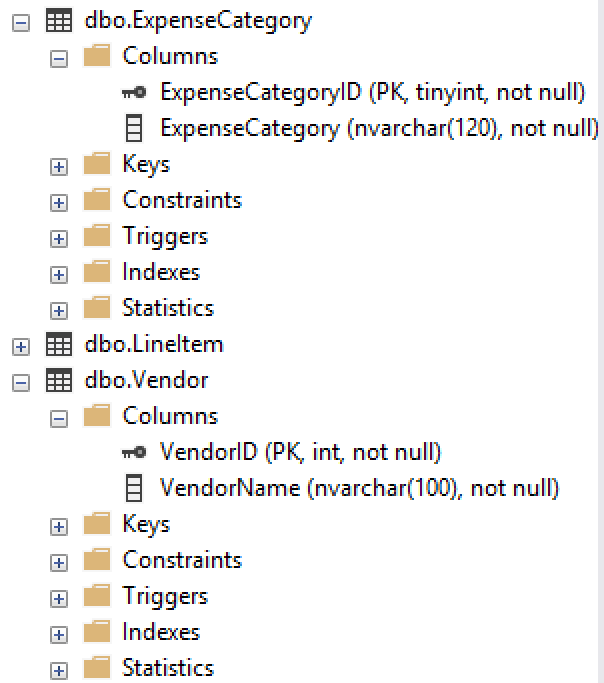 dbo.ExpenseCategory
Columns
ExpenseCategoryID (PK, tinyint, not null)
ExpenseCategory (nvarchar(120), not null)
Keys
Constraints
Triggers
Indexes
Statistics
dbo.LineItem
dbo.Vendor
Columns
VendorID (PK, int, not null)
VendorName (nvarchar(100), not null)
Keys
Constraints
Triggers
Indexes
Statistics